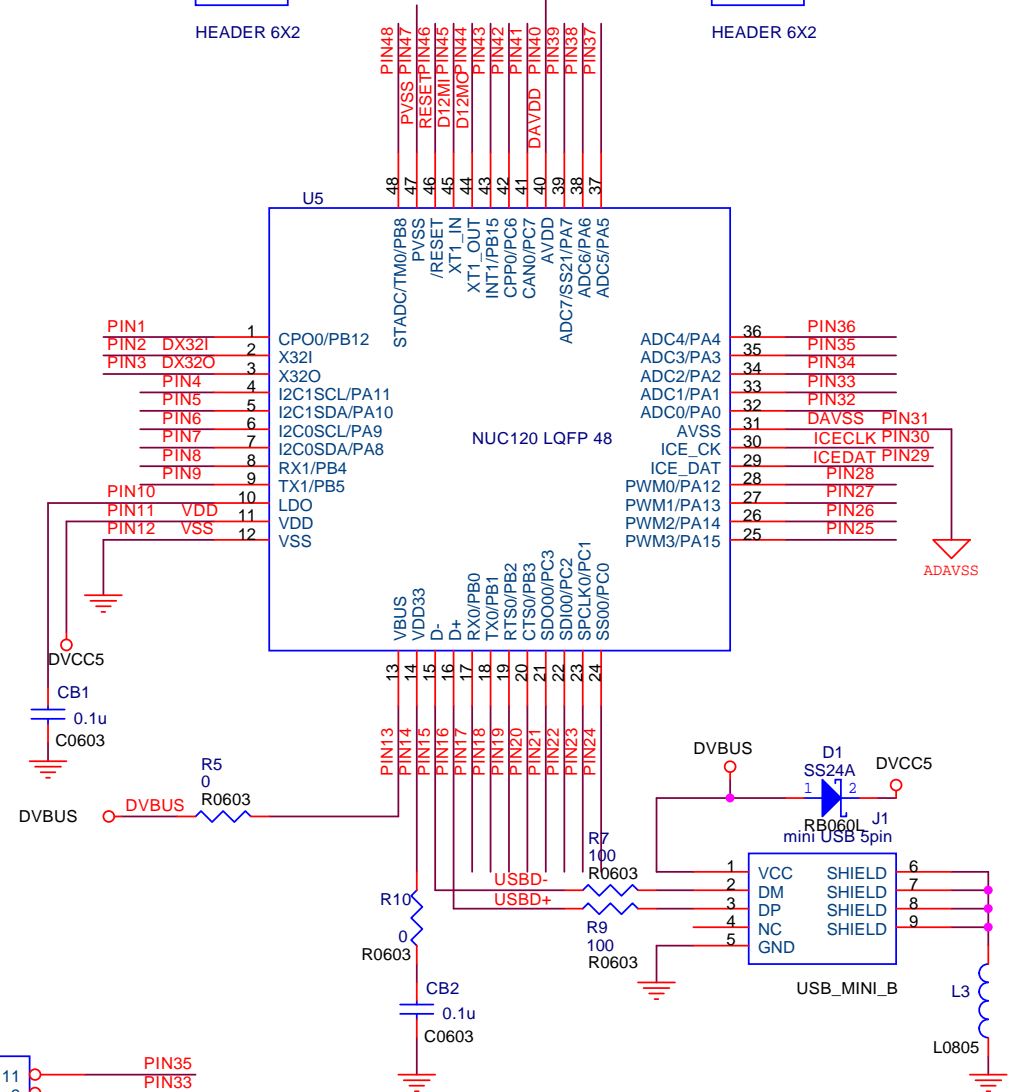 HEADER 6X2
HEADER 6X2
PIN48
PIN47
PIN46
PIN45
PIN44
PIN43
PIN42
PIN41
PIN40
PIN39
PIN38
PIN37
PVSS
RESET
D12MI
D12MO
DAVDD
48
47
46
45
44
43
42
41
40
39
38
37
U5
STADC/TM0/PB8
PVSS
/RESET
XT1_IN
XT1_OUT
INT1/PB15
CPP0/PC6
CAN0/PC7
AVDD
ADC7/SS21/PA7
ADC6/PA6
ADC5/PA5
PIN1 1 CPO0/PB12
PIN2 DX32I 2 X32I
PIN3 DX32O 3 X32O
PIN4 4 I2C1SCL/PA11
PIN5 5 I2C1SDA/PA10
PIN6 6 I2C0SCL/PA9
PIN7 7 I2C0SDA/PA8
PIN8 8 RX1/PB4
PIN9 9 TX1/PB5
PIN10 10 LDO
PIN11 VDD 11 VDD
PIN12 VSS 12 VSS
NUC120 LQFP 48
ADC4/PA4 36 PIN36
ADC3/PA3 35 PIN35
ADC2/PA2 34 PIN34
ADC1/PA1 33 PIN33
ADC0/PA0 32 PIN32
AVSS 31 DAVSS PIN31
ICE_CK 30 ICECLK PIN30
ICE_DAT 29 ICEDAT PIN29
PWM0/PA12 28 PIN28
PWM1/PA13 27 PIN27
PWM2/PA14 26 PIN26
PWM3/PA15 25 PIN25
ADAVSS
VBUS
VDD33
D-
D+
RX0/PB0
TX0/PB1
RTS0/PB2
CTS0/PB3
SDO00/PC3
SDI00/PC2
SPCLK0/PC1
SS00/PC0
13
14
15
16
17
18
19
20
21
22
23
24
PIN13
PIN14
PIN15
PIN16
PIN17
PIN18
PIN19
PIN20
PIN21
PIN22
PIN23
PIN24
DVCC5
CB1
0.1u
C0603
R5
0
R0603
DVBUS
DVBUS
DVBUS
D1
SS24A
1 2
RB060L
DVCC5
J1
mini USB 5pin
R7
100
R0603
USBD-
USBD+
R9
100
R0603
1 VCC
2 DM
3 DP
4 NC
5 GND
SHIELD 6
SHIELD 7
SHIELD 8
SHIELD 9
USB_MINI_B
L3
L0805
R10
0
R0603
CB2
0.1u
C0603
11 PIN35
PIN33